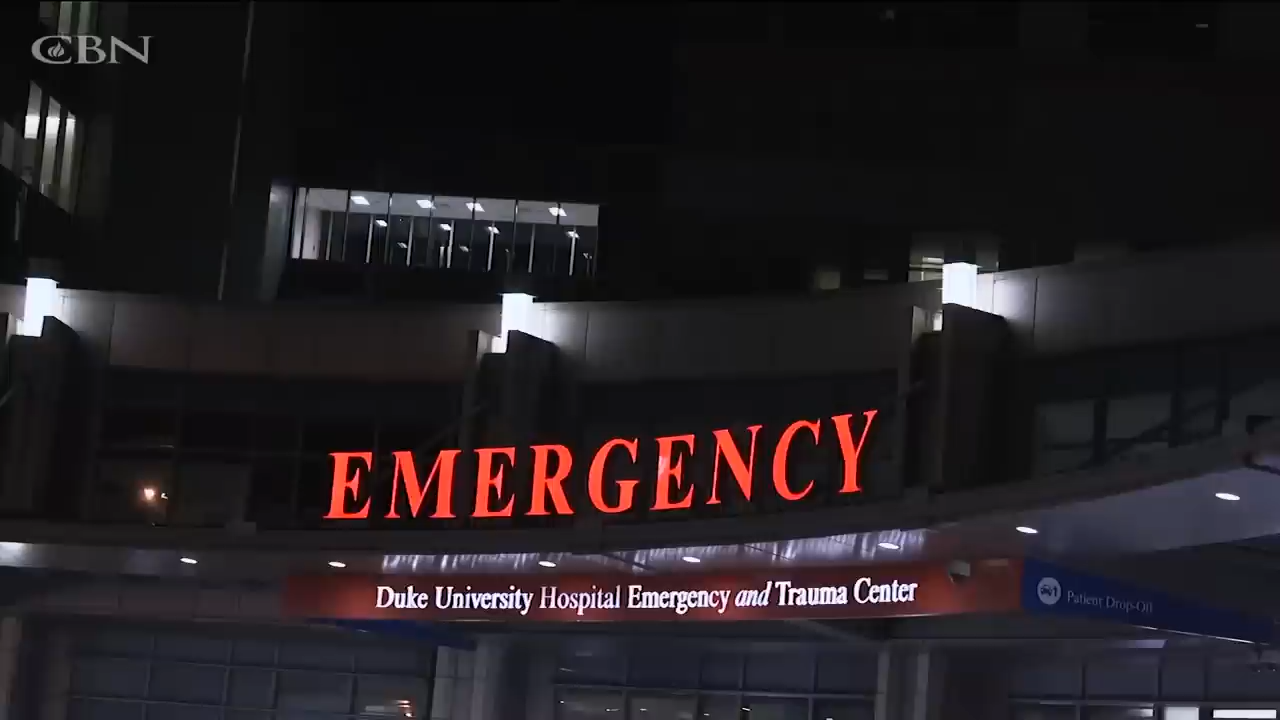 CBN
EMERGENCY
Duke University Hospital Emergency and Trauma Center
Patient Drop-Off